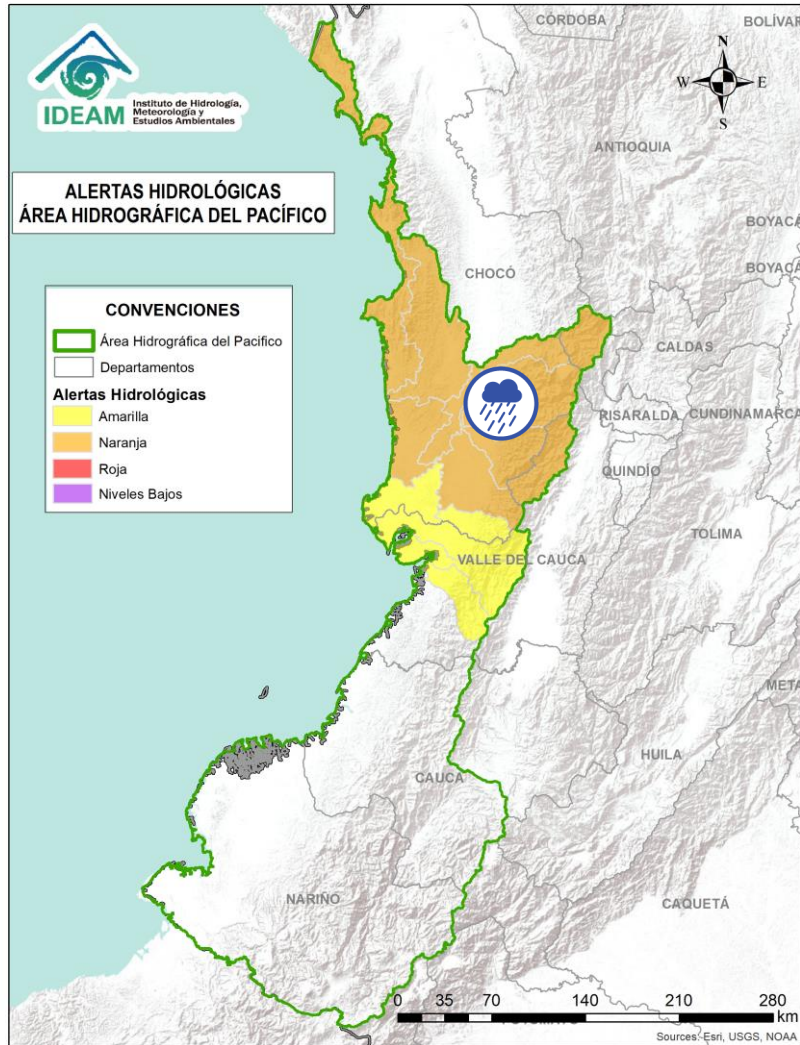 CÓRDOBA
BOLÍVAR
IDEAM
Instituto de Hidrología,
Meteorología y
Estudios Ambientales
N
W E
S
ANTIOQUIA
ALERTAS HIDROLÓGICAS
ÁREA HIDROGRÁFICA DEL PACÍFICO
BOYACÁ
BOYACÁ
CHOCÓ
CONVENCIONES
Área Hidrográfica del Pacifico
Departamentos
Alertas Hidrológicas
Amarilla
Naranja
Roja
Niveles Bajos
CALDAS
RISARALDA
CUNDINAMARCA
QUINDÍO
TOLIMA
VALLE DEL CAUCA
META
HUILA
CAUCA
NARIÑO
CAQUETÁ
0 35 70 140 210 280
km
Sources: Esri, USGS, NOAA